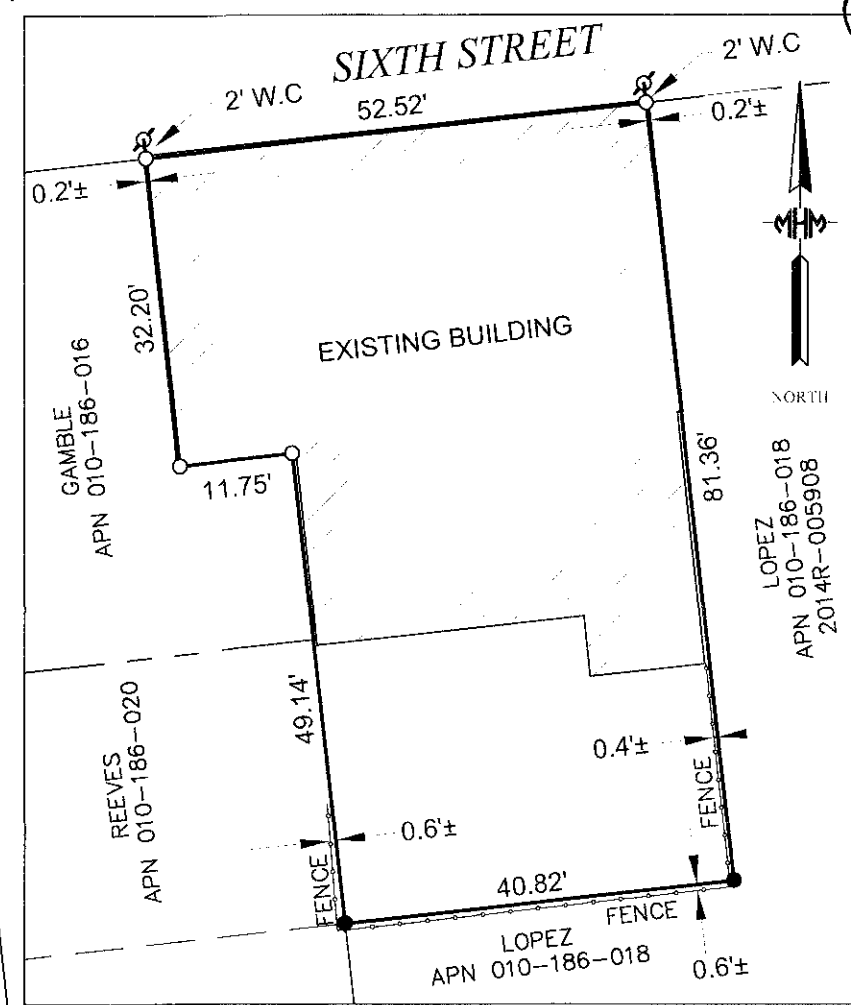 SIXTH STREET
2' W.C
2' W.C
52.52'
0.2'±
0.2'±
32.20'
EXISTING BUILDING
MHM
NORTH
GAMBLE
APN 010-186-016
11.75'
81.36'
LOPEZ
APN 010-186-018
2014R-005908
REEVES
APN 010-186-020
49.14'
0.4'±
FENCE
0.6'±
FENCE
40.82'
FENCE
LOPEZ
APN 010-186-018
0.6'±